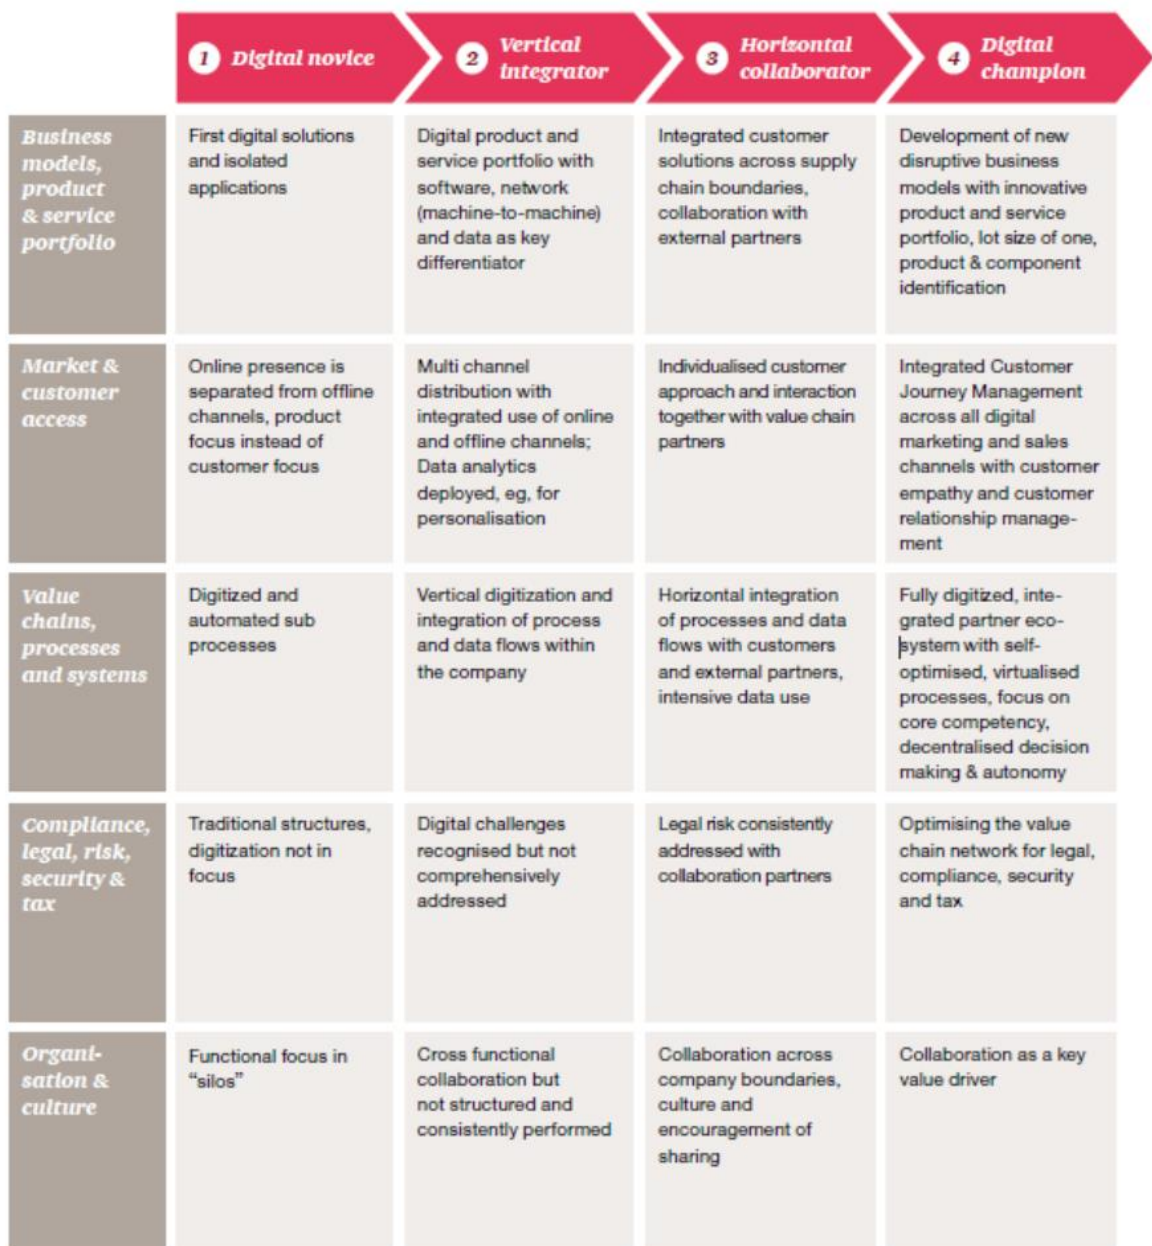 1 Digital novice
2 Vertical
integrator
3 Horizontal
collaborator
4 Digital
champion
Business
models,
product
& service
portfolio
First digital solutions
and isolated
applications
Digital product and
service portfolio with
software, network
(machine-to-machine)
and data as key
differentiator
Integrated customer
solutions across supply
chain boundaries,
collaboration with
external partners
Development of new
disruptive business
models with innovative
product and service
portfolio, lot size of one,
product & component
identification
Market &
customer
access
Online presence is
separated from offline
channels, product
focus instead of
customer focus
Multi channel
distribution with
integrated use of online
and offline channels;
Data analytics
deployed, eg, for
personalisation
Individualised customer
approach and interaction
together with value chain
partners
Integrated Customer
Journey Management
across all digital
marketing and sales
channels with customer
empathy and customer
relationship manage-
ment
Value
chains,
processes
and systems
Digitized and
automated sub
processes
Vertical digitization and
integration of process
and data flows within
the company
Horizontal integration
of processes and data
flows with customers
and external partners,
intensive data use
Fully digitized, inte-
grated partner eco-
system with self-
optimised, virtualised
processes, focus on
core competency,
decentralised decision
making & autonomy
Compliance,
legal, risk,
security &
tax
Traditional structures,
digitization not in
focus
Digital challenges
recognised but not
comprehensively
addressed
Legal risk consistently
addressed with
collaboration partners
Optimising the value
chain network for legal,
compliance, security
and tax
Organi-
sation &
culture
Functional focus in
“silos”
Cross functional
collaboration but
not structured and
consistently performed
Collaboration across
company boundaries,
culture and
encouragement of
sharing
Collaboration as a key
value driver